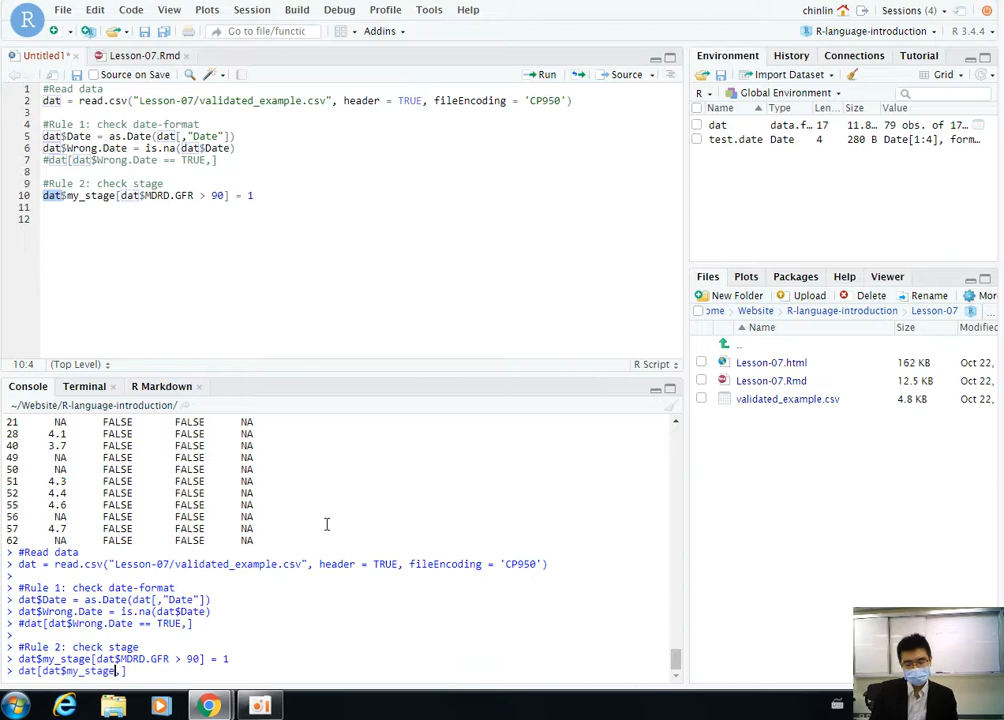 File Edit Code View Plots Session Build Debug Profile Tools Help
chinlin Sessions (4)
Go to file/functic Addins
R-language-introduction R 3.4.4
Untitled1* Lesson-07.Rmd
Source on Save Run Source
1 #Read data
2 dat = read.csv("Lesson-07/validated_example.csv", header = TRUE, fileEncoding = 'CP950')
3
4 #Rule 1: check date-format
5 dat$Date = as.Date(dat[,"Date"])
6 dat$Wrong.Date = is.na(dat$Date)
7 #dat[dat$Wrong.Date == TRUE,]
8
9 #Rule 2: check stage
10 dat$my_stage[dat$MDRD.GFR > 90] = 1
11
12
10:4 (Top Level) R Script
Console Terminal R Markdown
~/Website/R-language-introduction/
21 NA FALSE FALSE NA
28 4.1 FALSE FALSE NA
40 3.7 FALSE FALSE NA
49 NA FALSE FALSE NA
50 NA FALSE FALSE NA
51 4.3 FALSE FALSE NA
52 4.4 FALSE FALSE NA
55 4.6 FALSE FALSE NA
56 NA FALSE FALSE NA
57 4.7 FALSE FALSE NA
62 NA FALSE FALSE NA
> #Read data
> dat = read.csv("Lesson-07/validated_example.csv", header = TRUE, fileEncoding = 'CP950')
>
> #Rule 1: check date-format
> dat$Date = as.Date(dat[,"Date"])
> dat$Wrong.Date = is.na(dat$Date)
> #dat[dat$Wrong.Date == TRUE,]
>
> #Rule 2: check stage
> dat$my_stage[dat$MDRD.GFR > 90] = 1
> dat[dat$my_stage,]
Environment History Connections Tutorial
Import Dataset Grid
R Global Environment
Name Type Len... Size Value
dat data.f... 17 11.8... 79 obs. of 17...
test.date Date 4 280 B Date[1:4], form...
Files Plots Packages Help Viewer
New Folder Upload Delete Rename Mor
ome Website R-language-introduction Lesson-07 ...
Name Size Modified
..
Lesson-07.html 162 KB Oct 22,
Lesson-07.Rmd 12.5 KB Oct 22,
validated_example.csv 4.8 KB Oct 22,